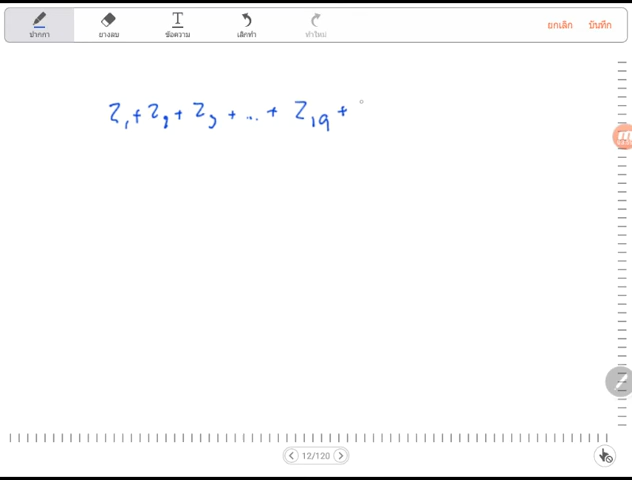 ปากกา ยางลบ ข้อความ เลิกทำ ทำใหม่ ยกเลิก บันทึก
z₁ + z₂ + z₃ + ... + z₁₉ +
12/120